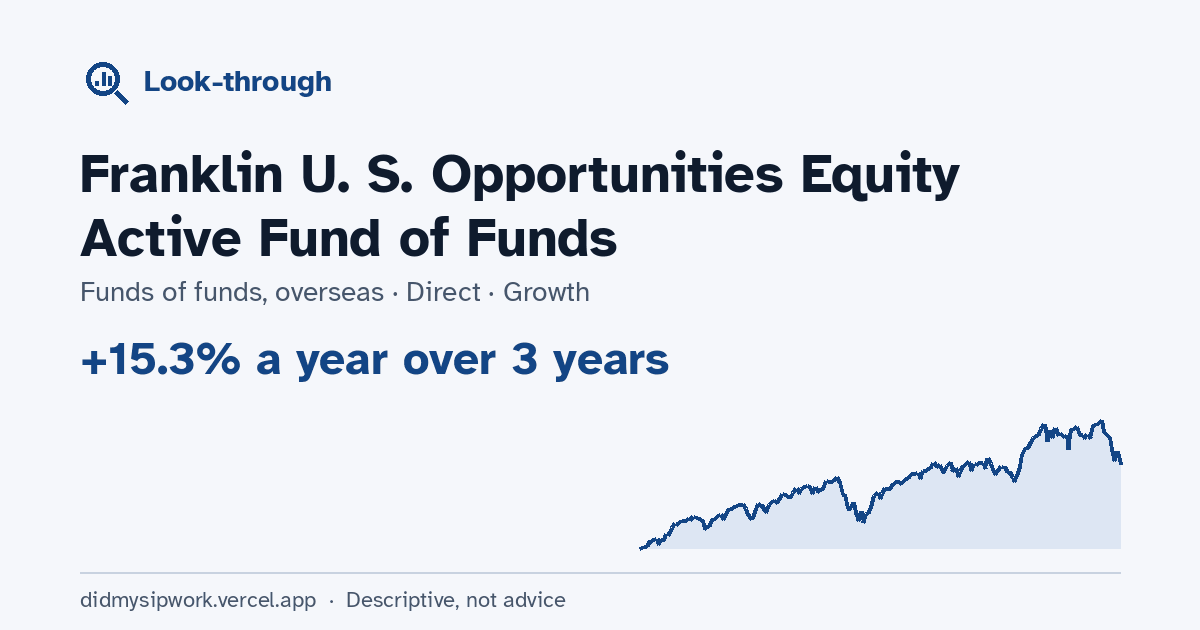 Look-through
Franklin U. S. Opportunities Equity
Active Fund of Funds
Funds of funds, overseas · Direct · Growth
+15.3% a year over 3 years
didmysipwork.vercel.app · Descriptive, not advice